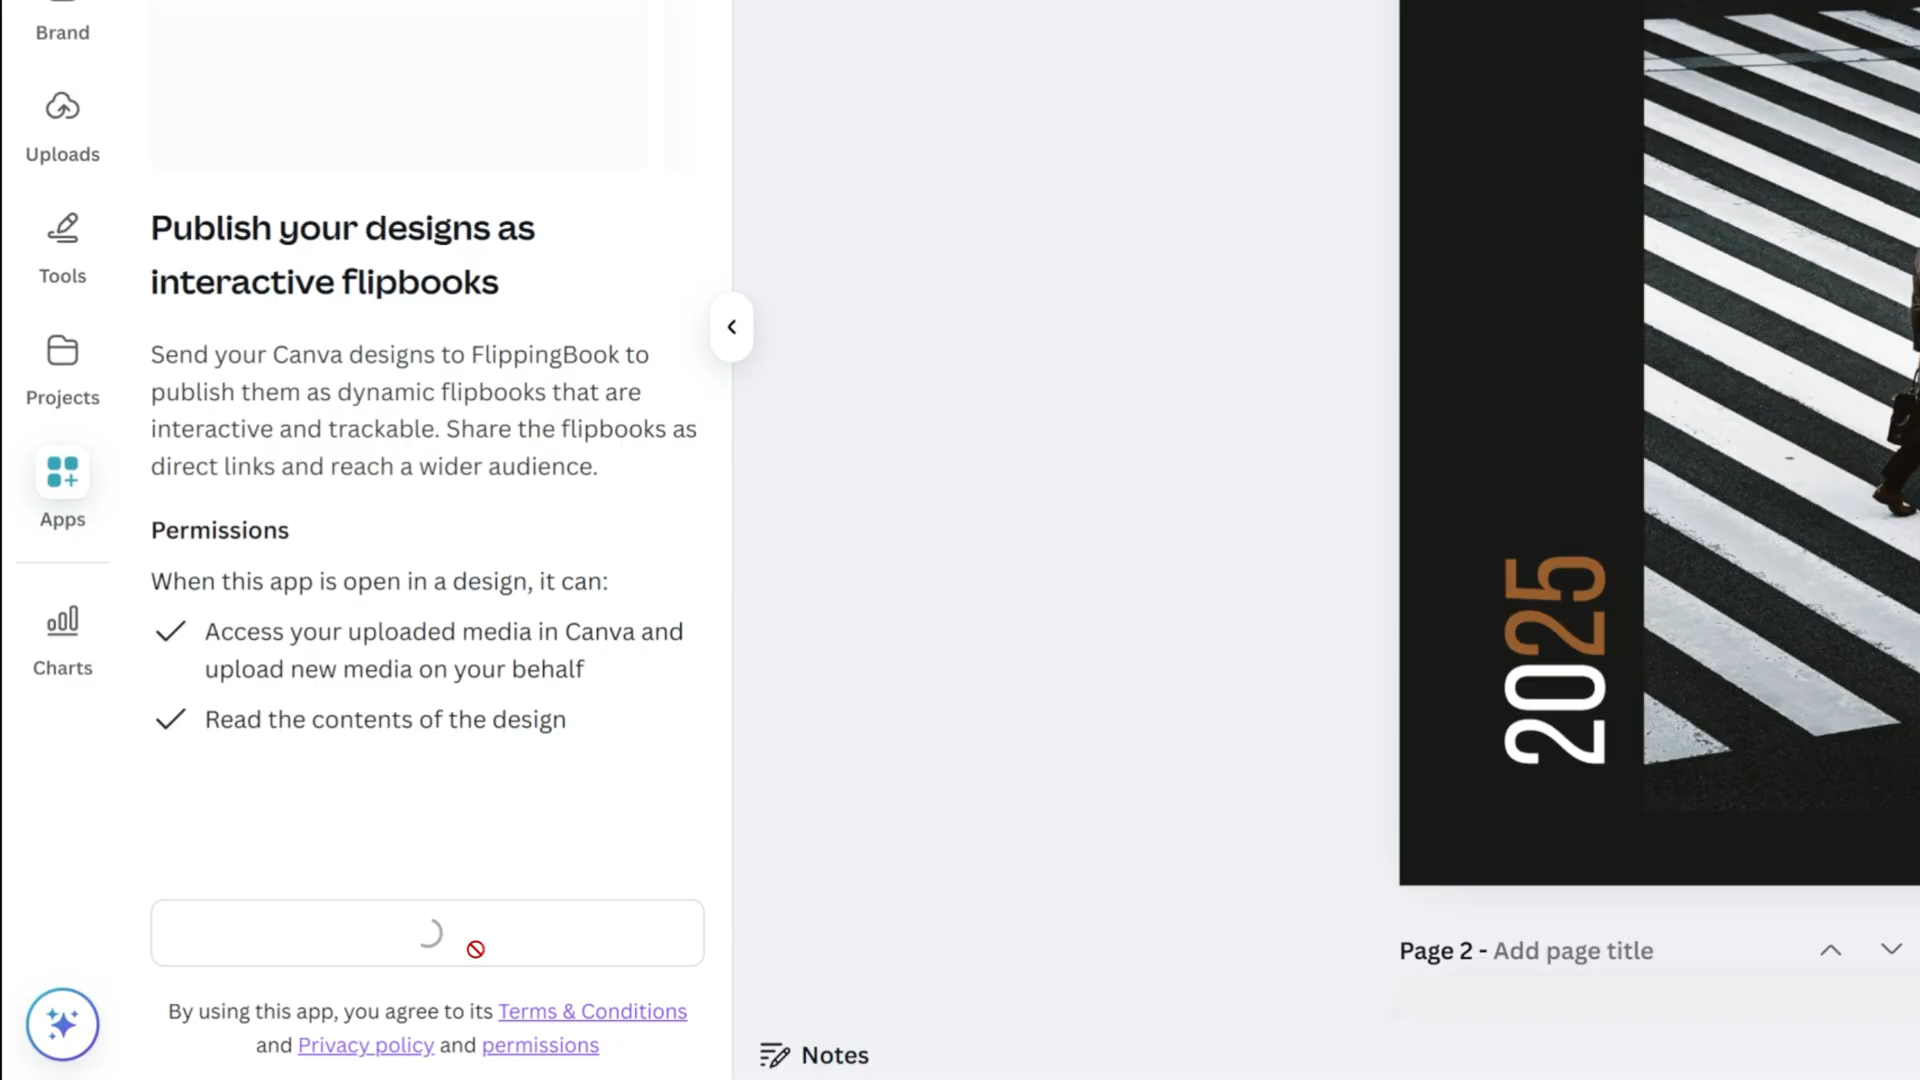 Brand
Uploads
Tools
Projects
Apps
Charts
Publish your designs as
interactive flipbooks
Send your Canva designs to FlippingBook to
publish them as dynamic flipbooks that are
interactive and trackable. Share the flipbooks as
direct links and reach a wider audience.
Permissions
When this app is open in a design, it can:
Access your uploaded media in Canva and
upload new media on your behalf
Read the contents of the design
By using this app, you agree to its Terms & Conditions
and Privacy policy and permissions
2025
Page 2 - Add page title
Notes